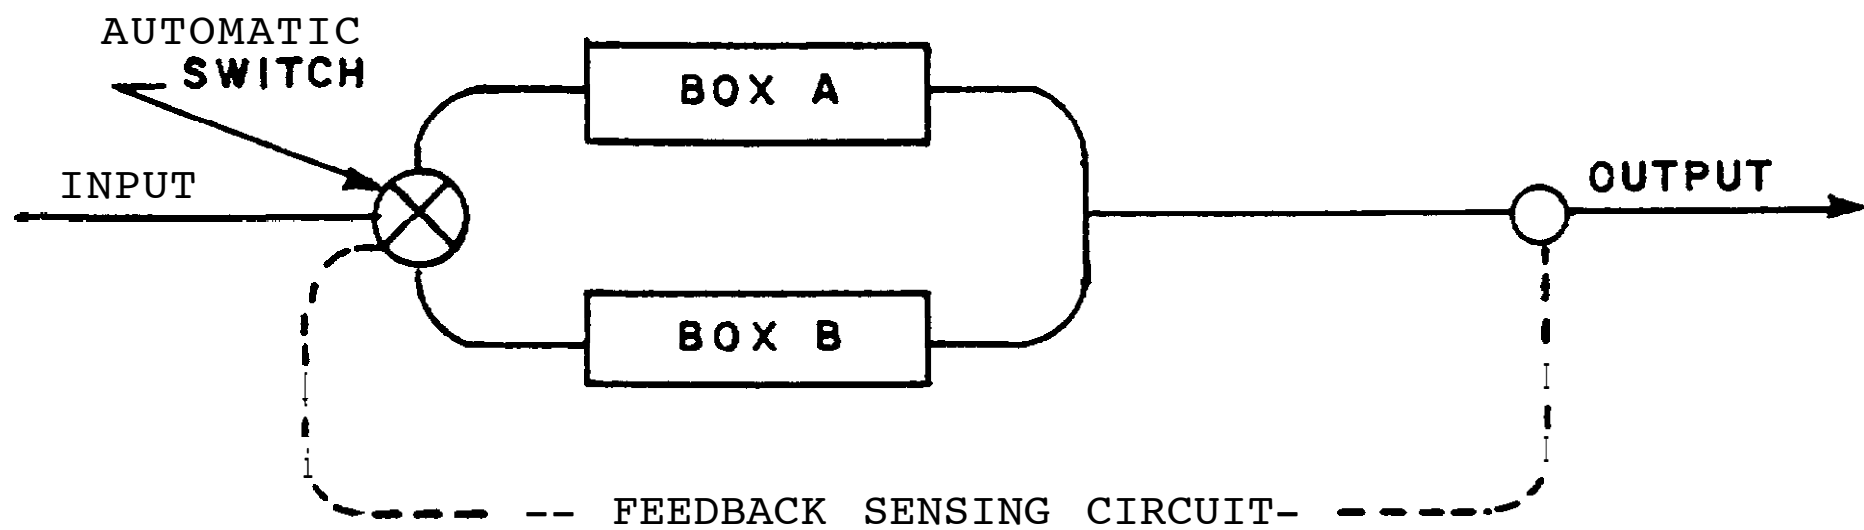 AUTOMATIC
SWITCH
BOX A
INPUT
OUTPUT
BOX B
-- FEEDBACK SENSING CIRCUIT-